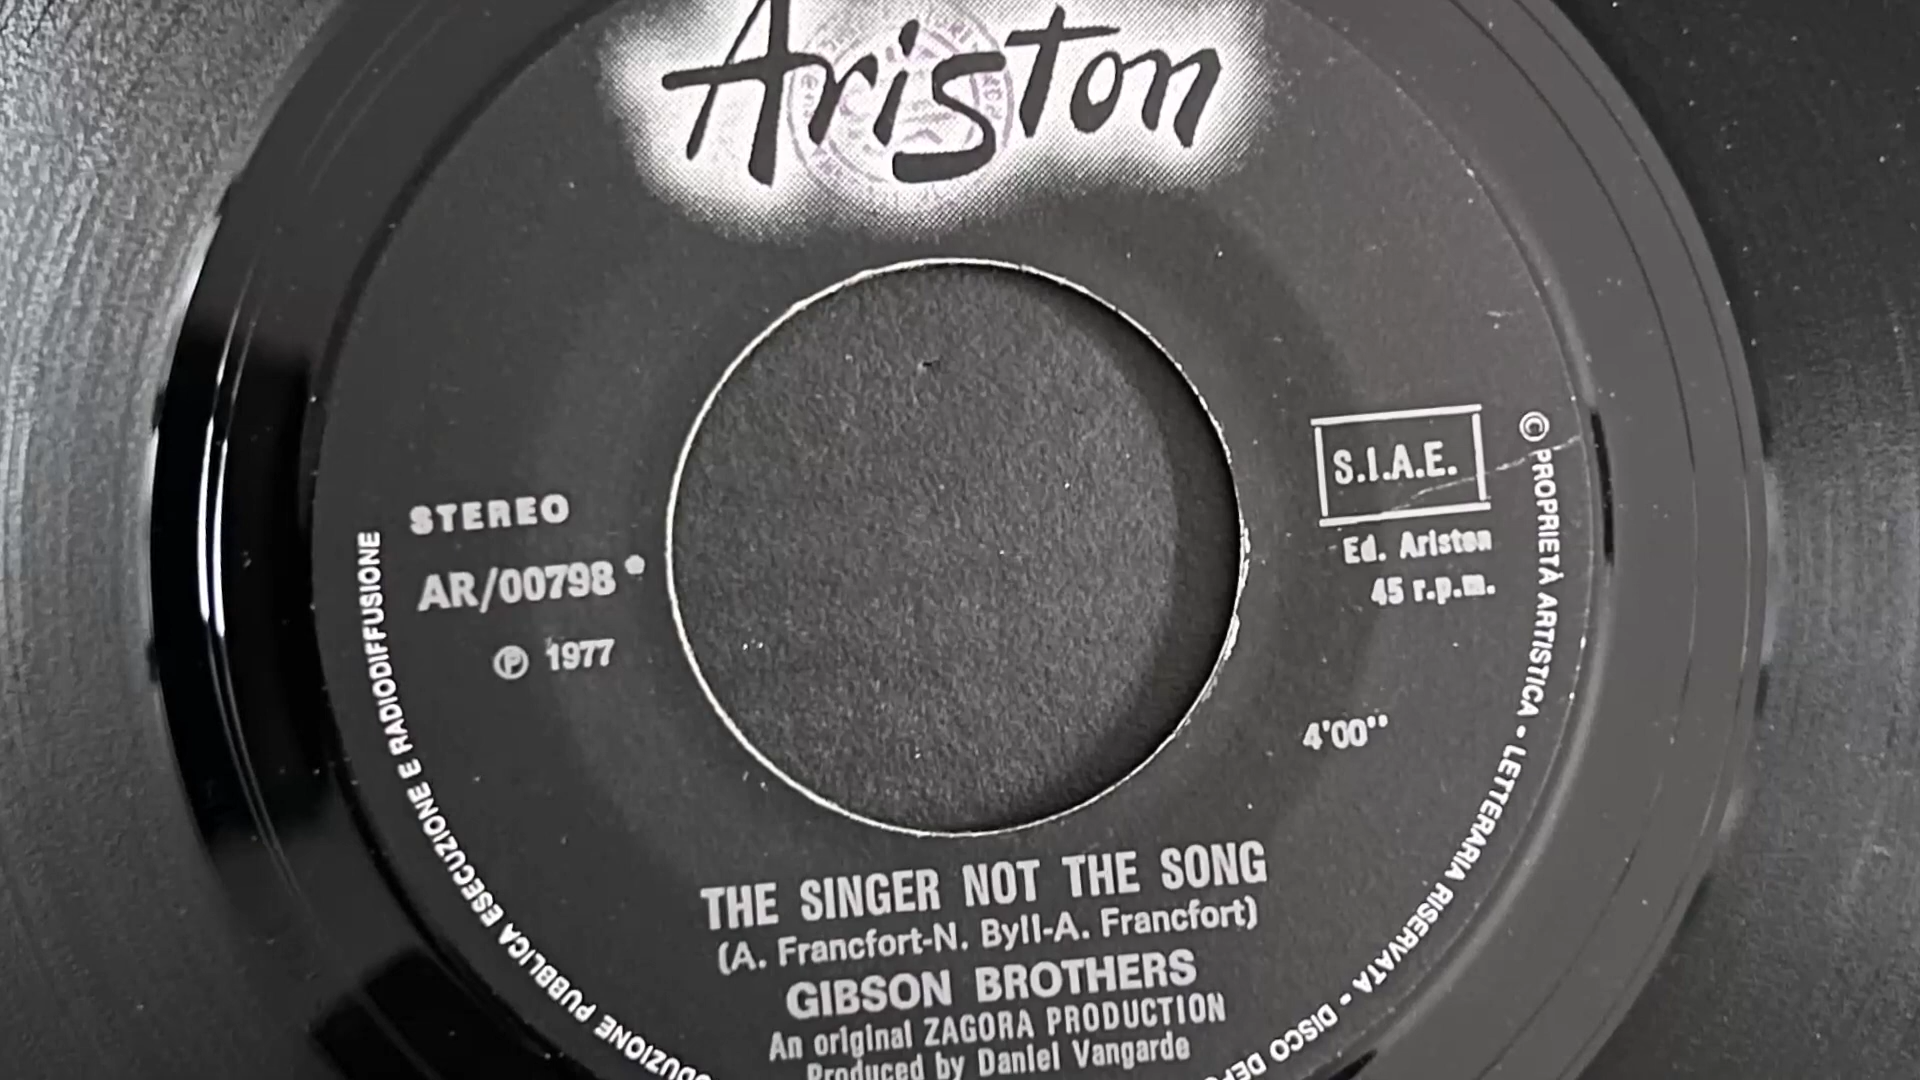 Ariston
STEREO
AR/00798
℗ 1977
S.I.A.E.
Ed. Ariston
45 r.p.m.
4'00''
THE SINGER NOT THE SONG
(A. Francfort-N. Byll-A. Francfort)
GIBSON BROTHERS
An original ZAGORA PRODUCTION
Produced by Daniel Vangarde
© PROPRIETÀ ARTISTICA - LETTERARIA RISERVATA - DISCO
PUBBLICA ESECUZIONE E RADIODIFFUSIONE